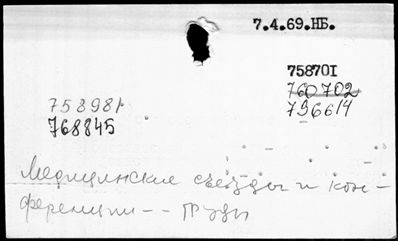 7.4.69.НБ.
758701
760702
796614
758981
768845
Медицинские съезды и кон-
ференции -- Труды